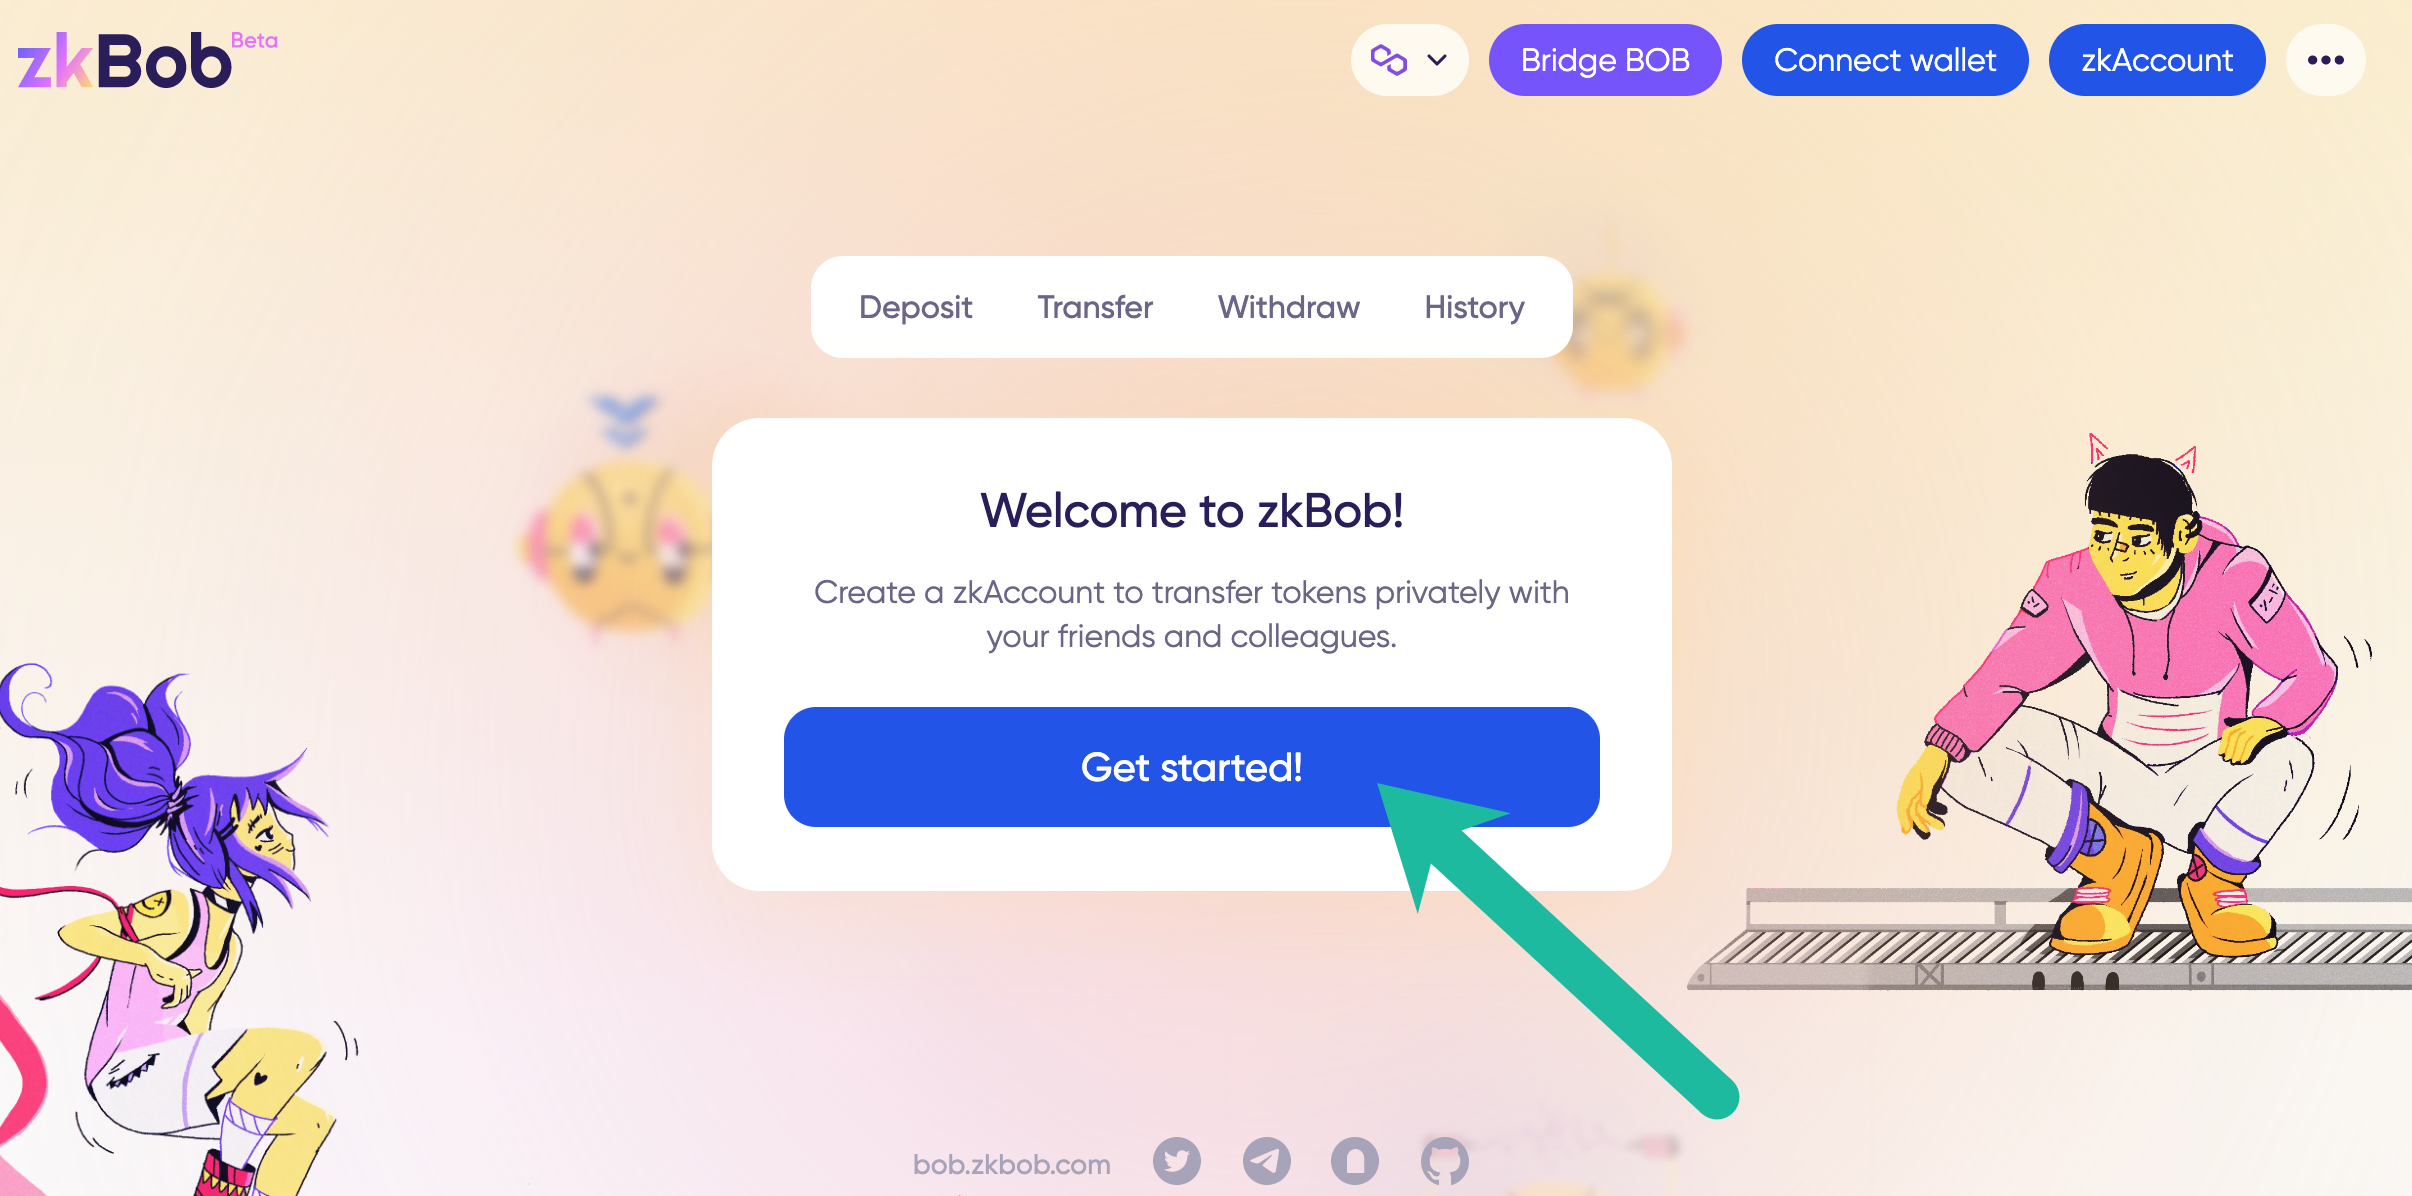 zkBob Beta
Bridge BOB
Connect wallet
zkAccount
Deposit
Transfer
Withdraw
History
Welcome to zkBob!
Create a zkAccount to transfer tokens privately with
your friends and colleagues.
Get started!
bob.zkbob.com